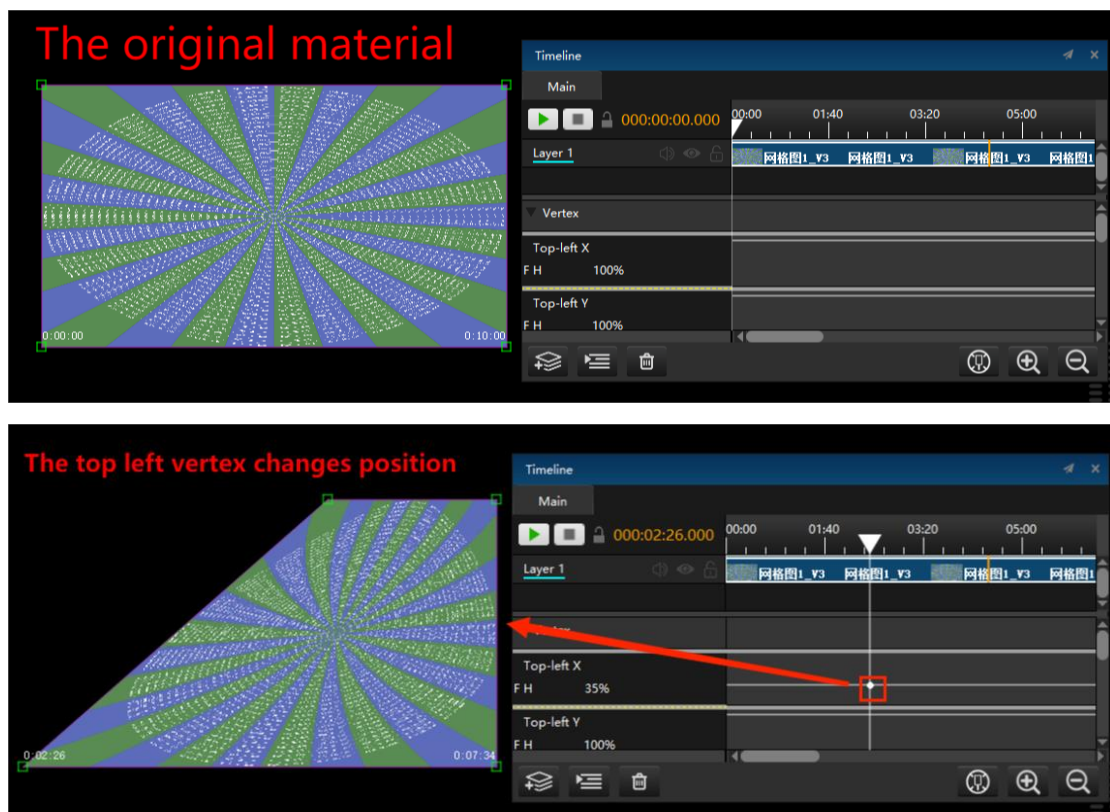 The original material
Timeline
Main
000:00:00.000
00:00 01:40 03:20 05:00
Layer 1
网格图1_V3 网格图1_V3 网格图1_V3 网格图1
Vertex
Top-left X
F H 100%
Top-left Y
F H 100%
0:00:00 0:10:00
The top left vertex changes position
Timeline
Main
000:02:26.000
00:00 01:40 03:20 05:00
Layer 1
网格图1_V3 网格图1_V3 网格图1_V3 网格图1
Top-left X
F H 35%
Top-left Y
F H 100%
0:02:26 0:07:34